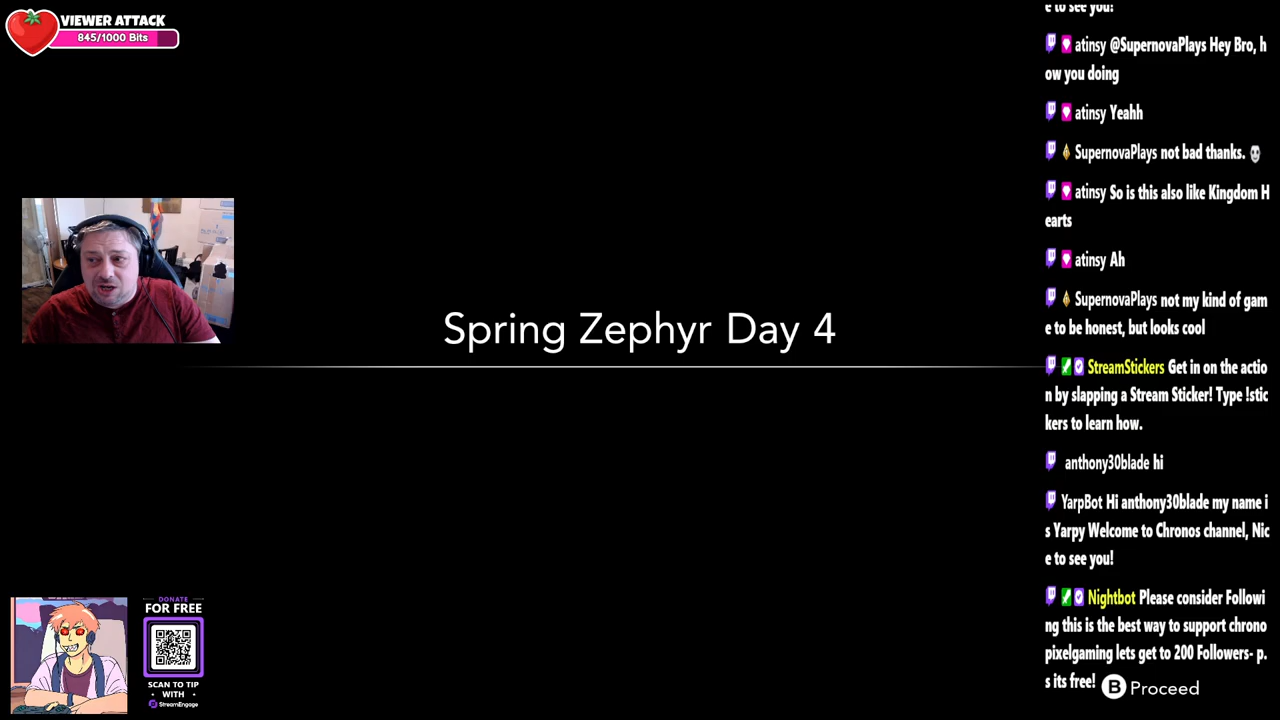 VIEWER ATTACK
845/1000 Bits
e to see you!
atinsy @SupernovaPlays Hey Bro, h
ow you doing
atinsy Yeahh
SupernovaPlays not bad thanks.
atinsy So is this also like Kingdom H
earts
atinsy Ah
SupernovaPlays not my kind of gam
e to be honest, but looks cool
StreamStickers Get in on the actio
n by slapping a Stream Sticker! Type !stic
kers to learn how.
anthony30blade hi
YarpBot Hi anthony30blade my name i
s Yarpy Welcome to Chronos channel, Nic
e to see you!
Nightbot Please consider Followi
ng this is the best way to support chrono
pixelgaming lets get to 200 Followers- p.
s its free!
Spring Zephyr Day 4
B Proceed
DONATE
FOR FREE
SCAN TO TIP
• WITH •
StreamEngage